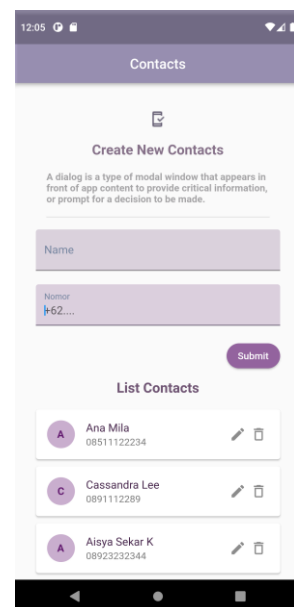 12:05
Contacts
Create New Contacts
A dialog is a type of modal window that appears in
front of app content to provide critical information,
or prompt for a decision to be made.
Name
Nomor
+62....
Submit
List Contacts
A
Ana Mila
08511122234
C
Cassandra Lee
0891112289
A
Aisya Sekar K
08923232344